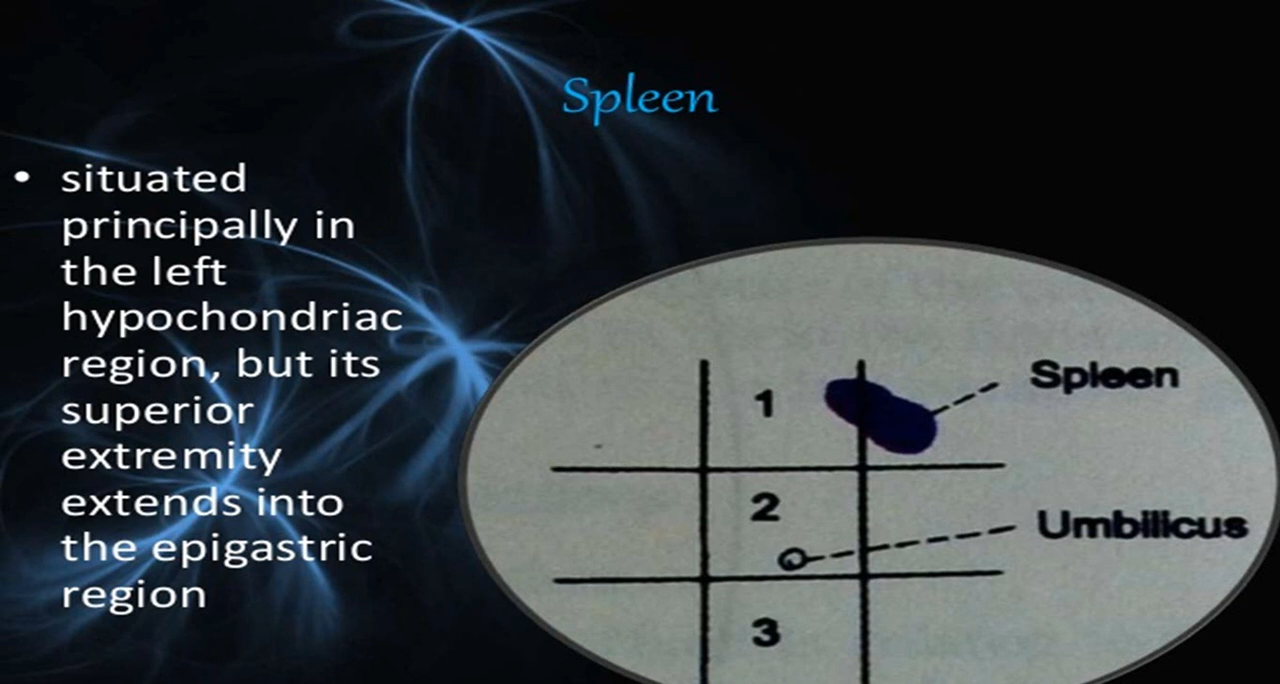 Spleen
• situated
principally in
the left
hypochondriac
region, but its
superior
extremity
extends into
the epigastric
region
1
Spleen
2
Umbilicus
3